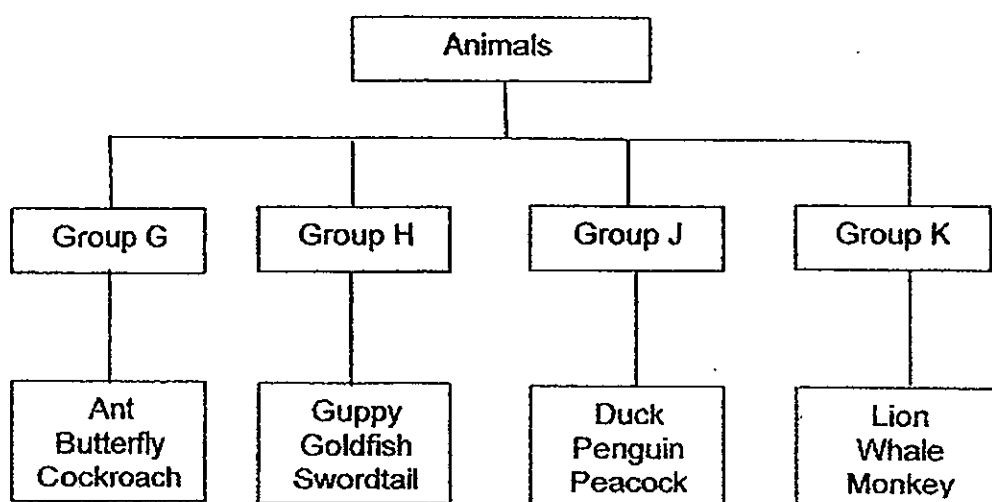 Animals
Group G
Group H
Group J
Group K
Ant
Butterfly
Cockroach
Guppy
Goldfish
Swordtail
Duck
Penguin
Peacock
Lion
Whale
Monkey